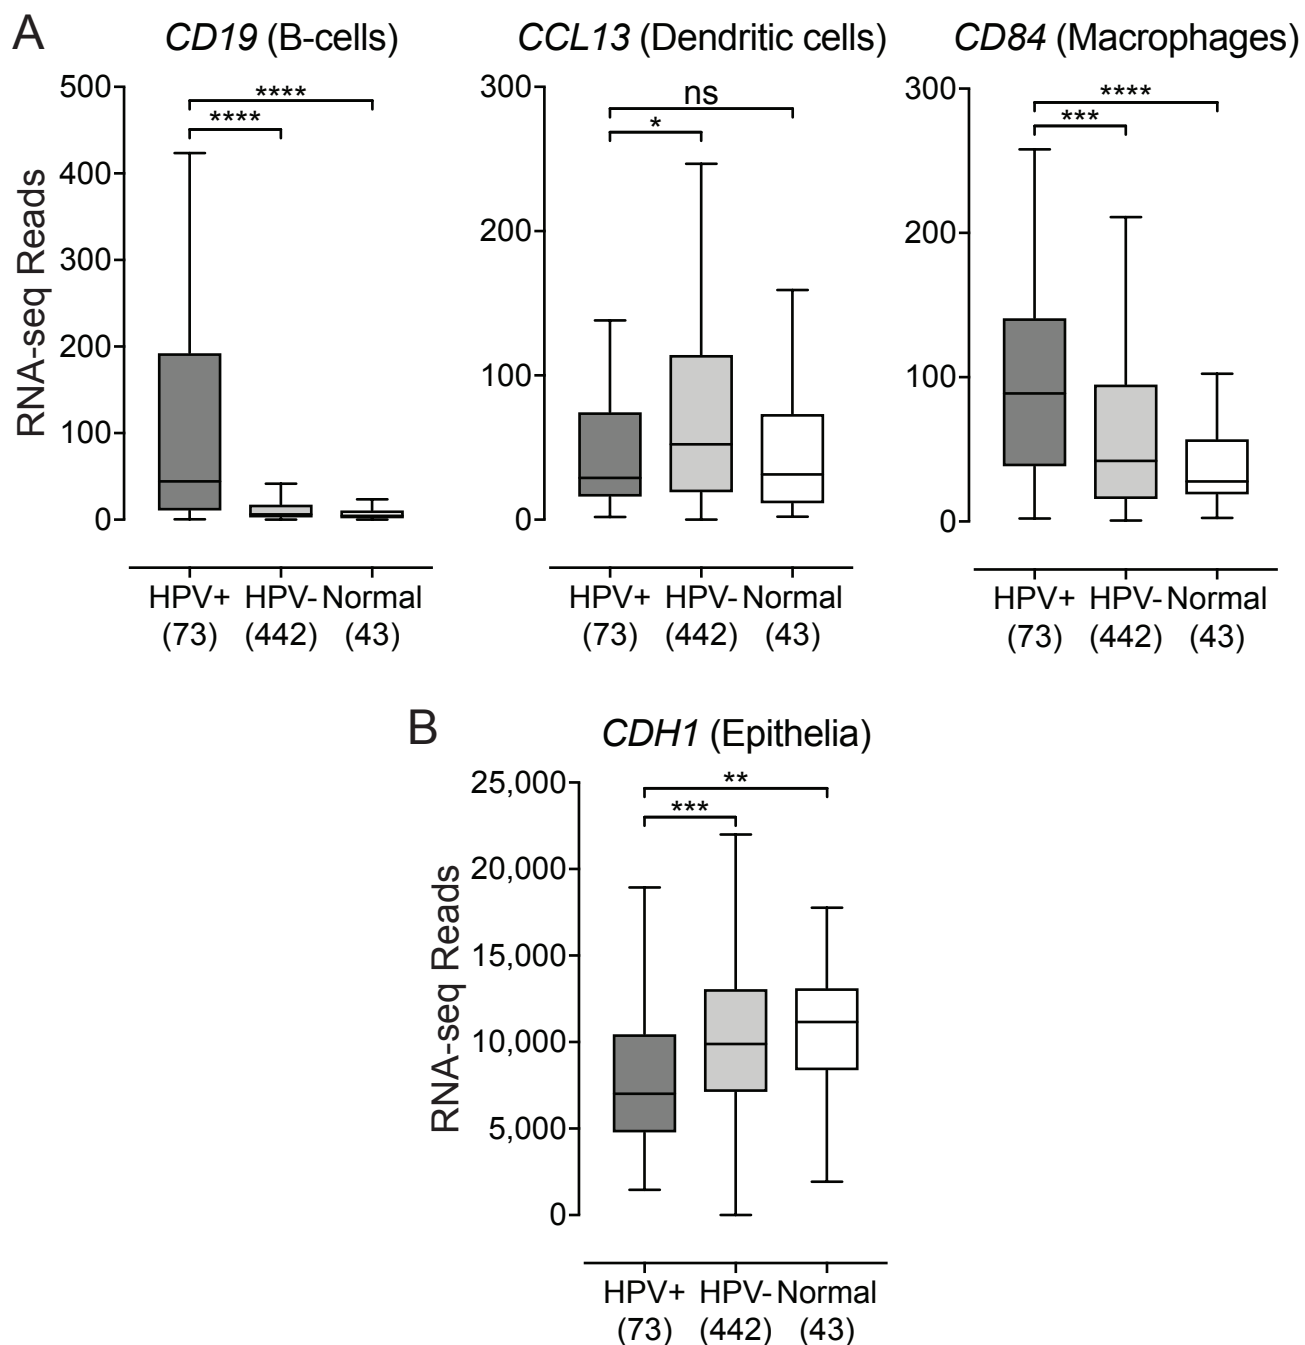 A
CD19 (B-cells)
CCL13 (Dendritic cells)
CD84 (Macrophages)
RNA-seq Reads
500
400
300
200
100
0
****
****
HPV+ HPV- Normal
(73) (442) (43)
300
200
100
0
ns
*
HPV+ HPV- Normal
(73) (442) (43)
300
200
100
0
****
***
HPV+ HPV- Normal
(73) (442) (43)
B
CDH1 (Epithelia)
RNA-seq Reads
25,000
20,000
15,000
10,000
5,000
0
**
***
HPV+ HPV- Normal
(73) (442) (43)